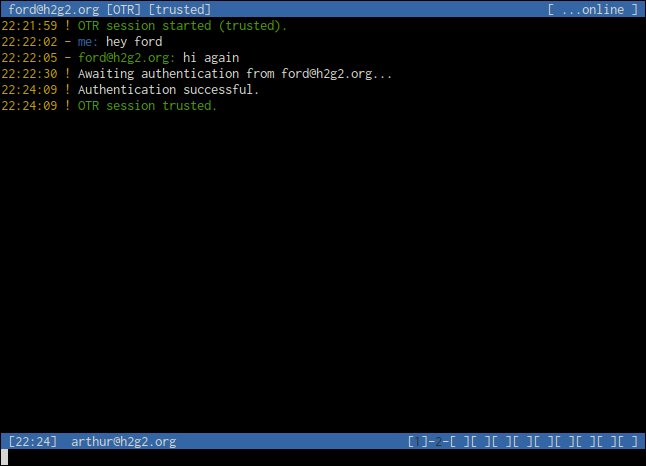 ford@h2g2.org [OTR] [trusted] [ ...online ]
22:21:59 ! OTR session started (trusted).
22:22:02 - me: hey ford
22:22:05 - ford@h2g2.org: hi again
22:22:30 ! Awaiting authentication from ford@h2g2.org...
22:24:09 ! Authentication successful.
22:24:09 ! OTR session trusted.
[22:24] arthur@h2g2.org [1]-2-[ ][ ][ ][ ][ ][ ][ ][ ][ ]